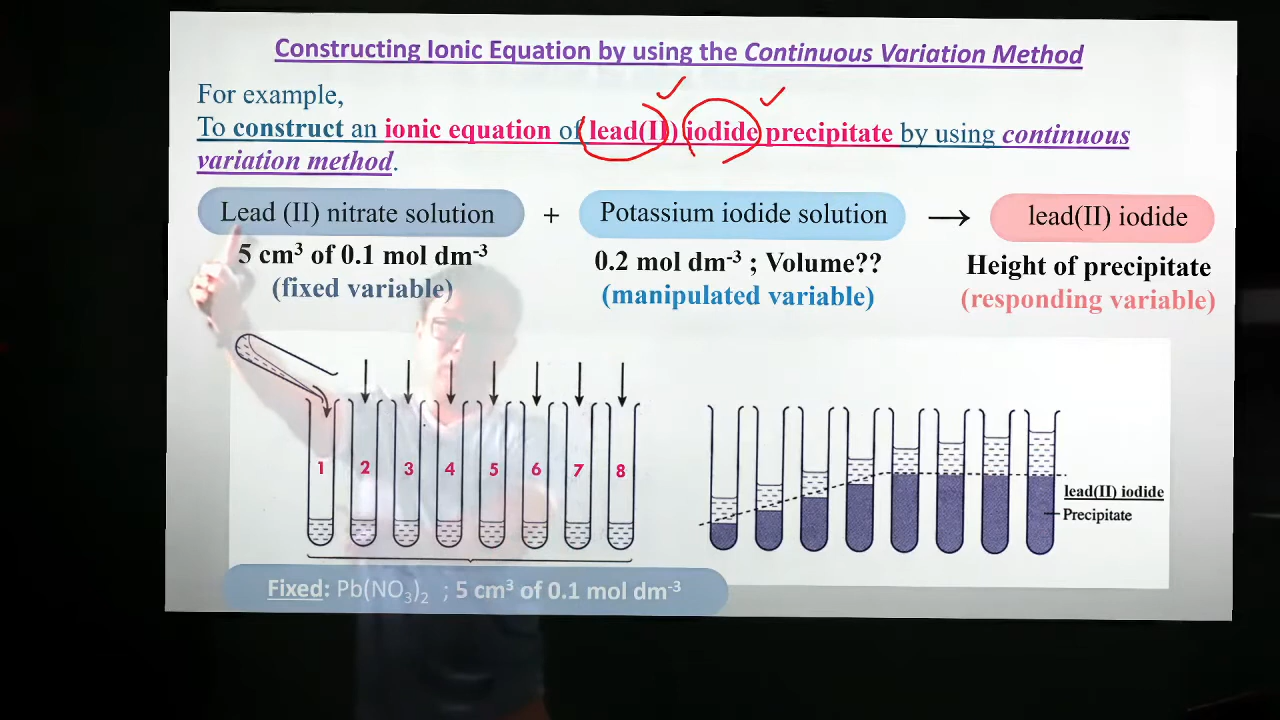 Constructing Ionic Equation by using the Continuous Variation Method
For example,
To construct an ionic equation of lead(II) iodide precipitate by using continuous
variation method.
Lead (II) nitrate solution + Potassium iodide solution → lead(II) iodide
5 cm³ of 0.1 mol dm⁻³ 0.2 mol dm⁻³ ; Volume?? Height of precipitate
(fixed variable) (manipulated variable) (responding variable)
1 2 3 4 5 6 7 8
lead(II) iodide
Precipitate
Fixed: Pb(NO₃)₂ ; 5 cm³ of 0.1 mol dm⁻³